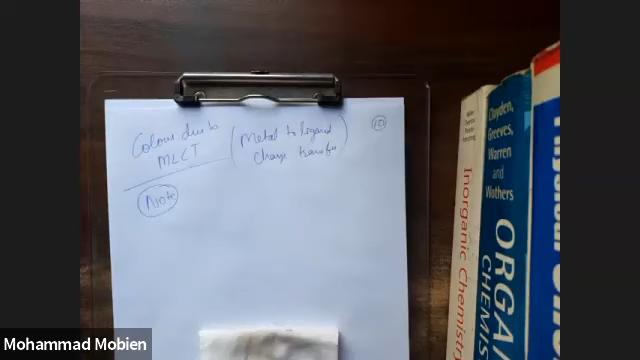 Colour due to
MLCT
(Metal to ligand
charge transfer)
Note
Inorganic Chemistry
Clayden,
Greeves,
Warren
and
Wothers
ORGA
CHEMIS
Mohammad Mobien